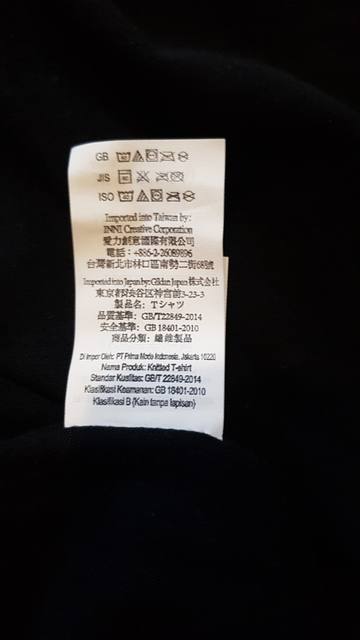 GB
JIS
ISO
Imported into Taiwan by:
INNI Creative Corporation
愛力創意國際有限公司
電話：+886-2-26089896
台灣新北市林口區南勢二街68號
Imported into Japan by: Gildan Japan 株式会社
東京都渋谷区神宮前3-23-3
製品名：Tシャツ
品質基準：GB/T22849-2014
安全基準：GB 18401-2010
商品分類：繊維製品
Di Impor Oleh: PT Prima Moda Indonesia. Jakarta 10220
Nama Produk: Knitted T-shirt
Standar Kualitas: GB/T 22849-2014
Klasifikasi Keamanan: GB 18401-2010
Klasifikasi B (Kain tanpa lapisan)